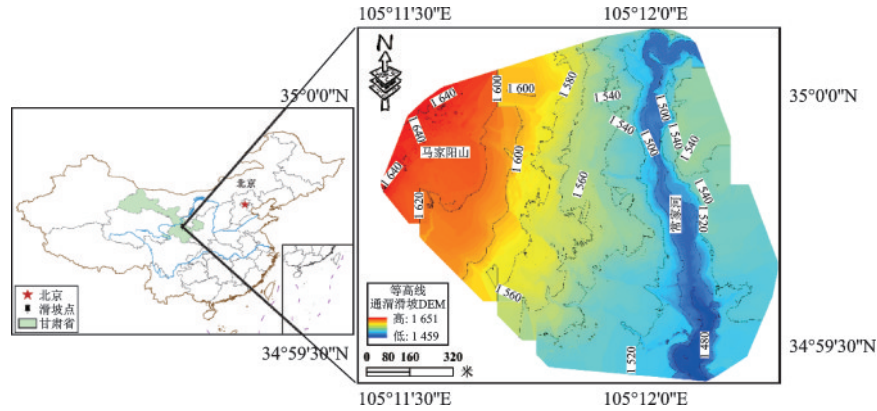 105°11'30"E
105°12'0"E
35°0'0"N
35°0'0"N
N
1 640
1 640
1 640
1 600
1 600
1 580
1 540
1 540
1 500
1 500
1 540
1 540
马家阳山
1 600
1 620
1 560
1 540
1 520
常家河
北京
北京
滑坡点
甘肃省
等高线
通渭滑坡DEM
高: 1 651
低: 1 459
1 560
1 520
1 480
0 80 160 320
米
34°59'30"N
34°59'30"N
105°11'30"E
105°12'0"E